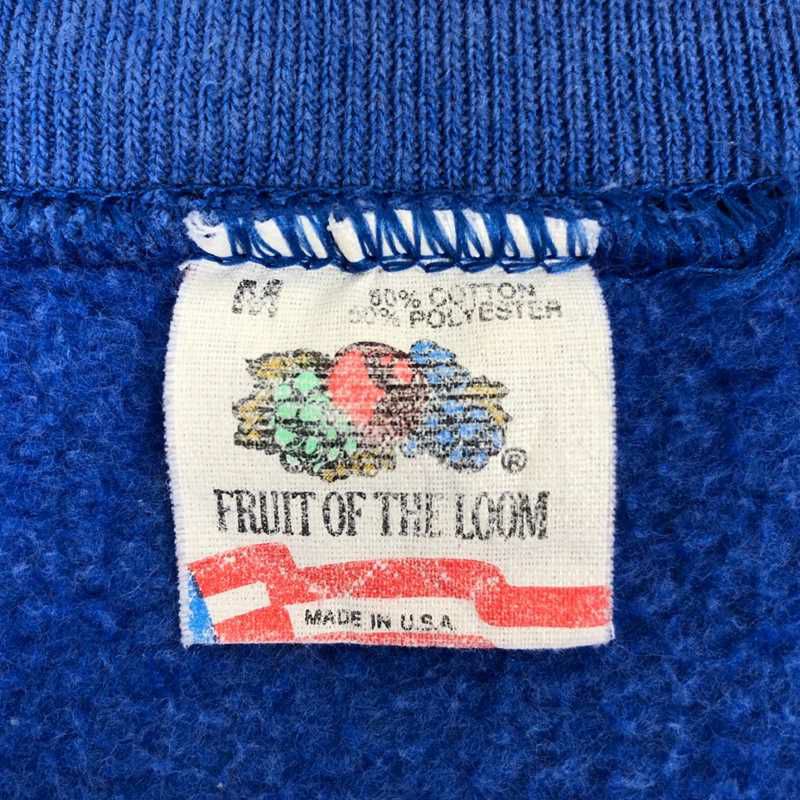 M
50% COTTON
50% POLYESTER
®
FRUIT OF THE LOOM
MADE IN U.S.A.